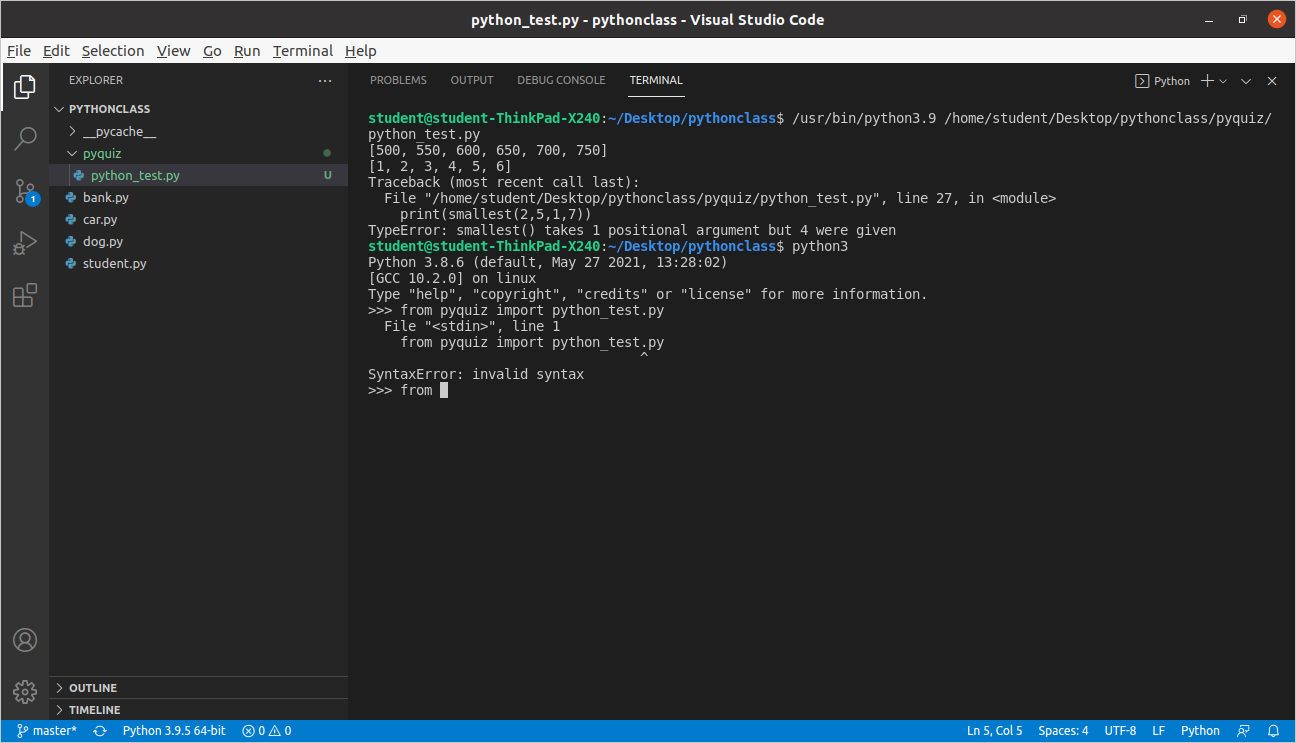 python_test.py - pythonclass - Visual Studio Code
File Edit Selection View Go Run Terminal Help
EXPLORER
PYTHONCLASS
__pycache__
pyquiz
python_test.py U
bank.py
car.py
dog.py
student.py
OUTLINE
TIMELINE
1
PROBLEMS OUTPUT DEBUG CONSOLE TERMINAL Python
student@student-ThinkPad-X240:~/Desktop/pythonclass$ /usr/bin/python3.9 /home/student/Desktop/pythonclass/pyquiz/
python_test.py
[500, 550, 600, 650, 700, 750]
[1, 2, 3, 4, 5, 6]
Traceback (most recent call last):
  File "/home/student/Desktop/pythonclass/pyquiz/python_test.py", line 27, in <module>
    print(smallest(2,5,1,7))
TypeError: smallest() takes 1 positional argument but 4 were given
student@student-ThinkPad-X240:~/Desktop/pythonclass$ python3
Python 3.8.6 (default, May 27 2021, 13:28:02)
[GCC 10.2.0] on linux
Type "help", "copyright", "credits" or "license" for more information.
>>> from pyquiz import python_test.py
  File "<stdin>", line 1
    from pyquiz import python_test.py
                                  ^
SyntaxError: invalid syntax
>>> from
master* Python 3.9.5 64-bit 0 0 Ln 5, Col 5 Spaces: 4 UTF-8 LF Python